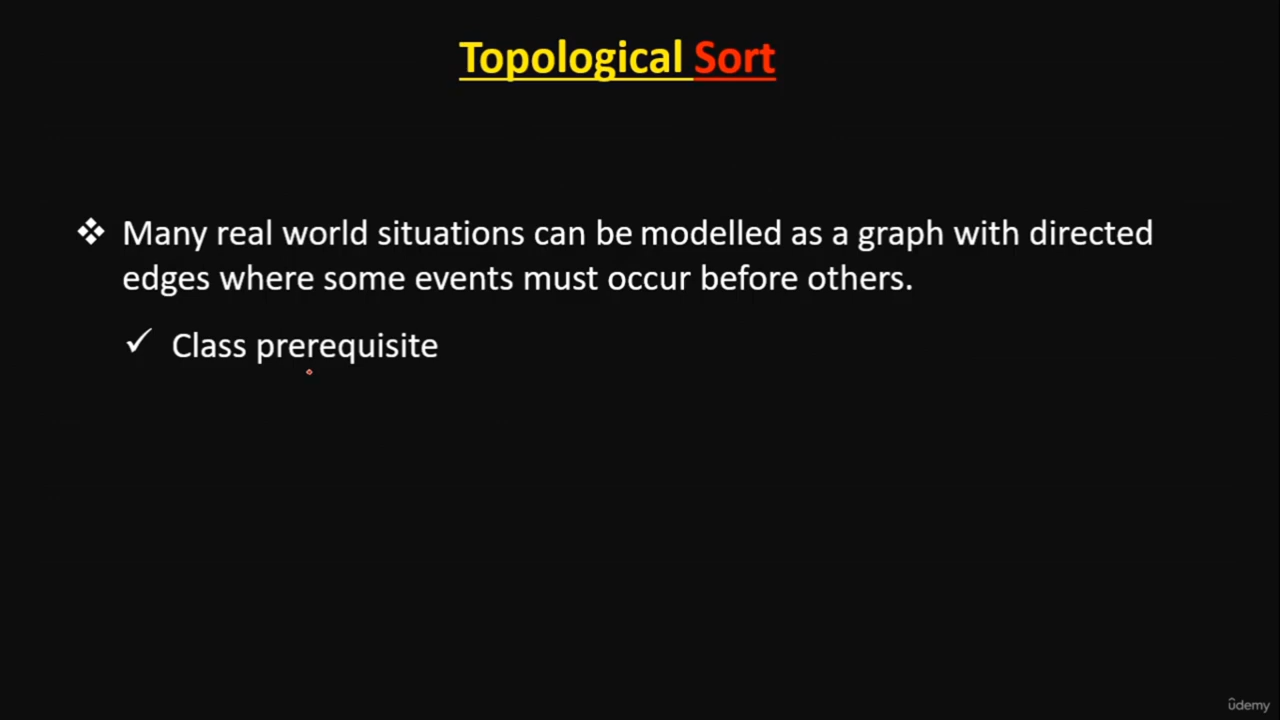 Topological Sort
Many real world situations can be modelled as a graph with directed
edges where some events must occur before others.
Class prerequisite
ûdemy